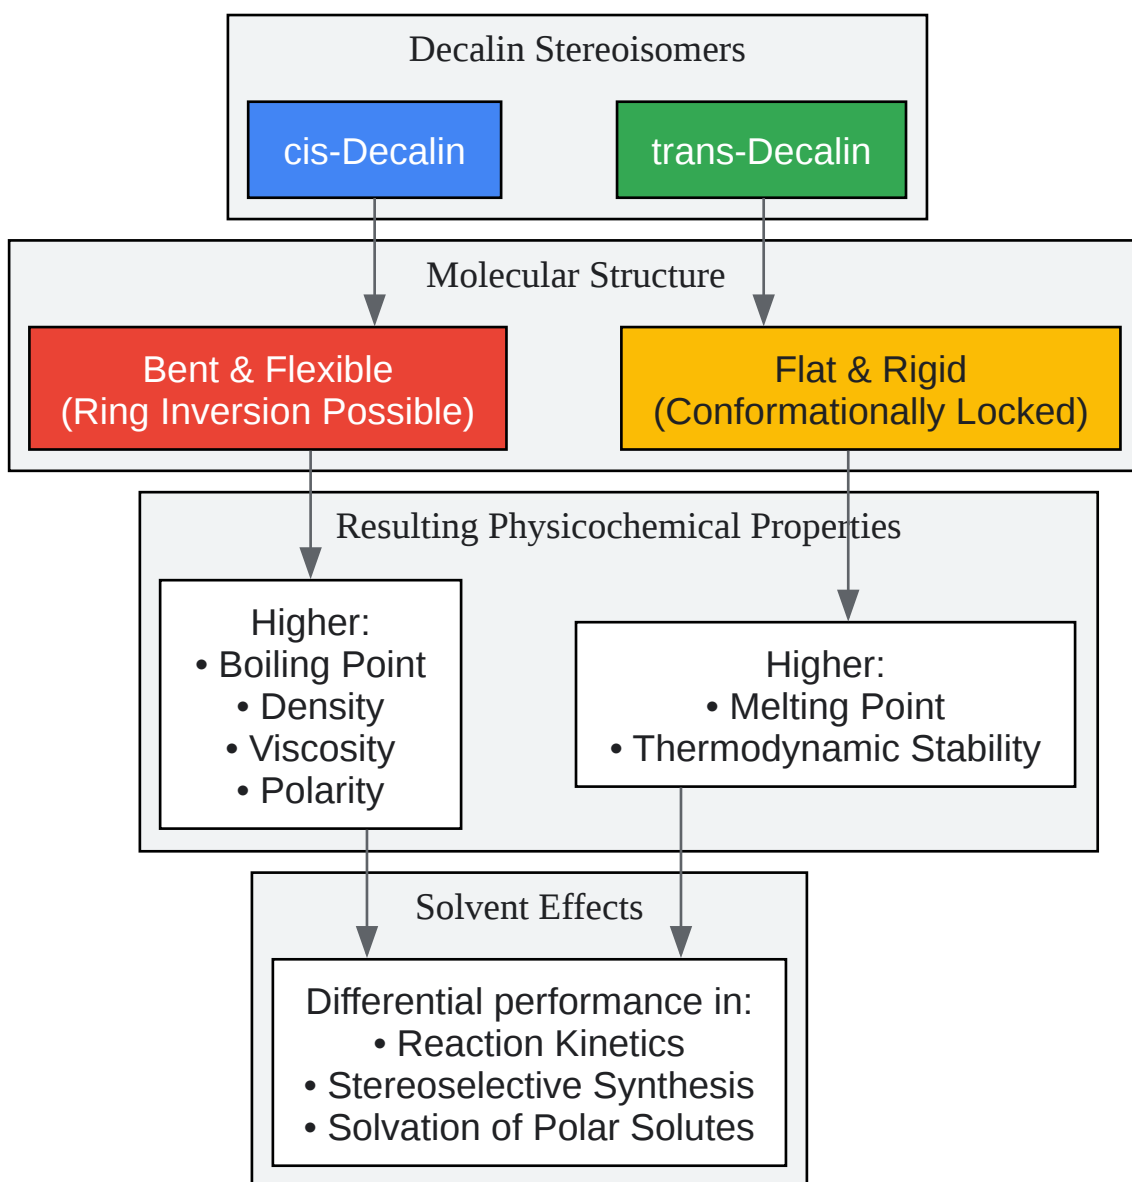 Decalin Stereoisomers
cis-Decalin
trans-Decalin
Molecular Structure
Bent & Flexible
(Ring Inversion Possible)
Flat & Rigid
(Conformationally Locked)
Resulting Physicochemical Properties
Higher:
• Boiling Point
• Density
• Viscosity
• Polarity
Higher:
• Melting Point
• Thermodynamic Stability
Solvent Effects
Differential performance in:
• Reaction Kinetics
• Stereoselective Synthesis
• Solvation of Polar Solutes